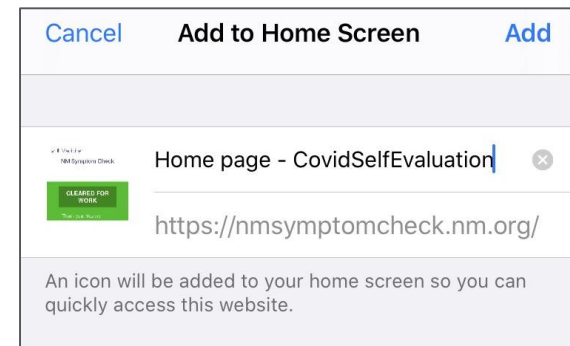 Cancel Add to Home Screen Add
NM Symptom Check
Home page - CovidSelfEvaluation
CLEARED FOR
WORK
https://nmsymptomcheck.nm.org/
An icon will be added to your home screen so you can
quickly access this website.